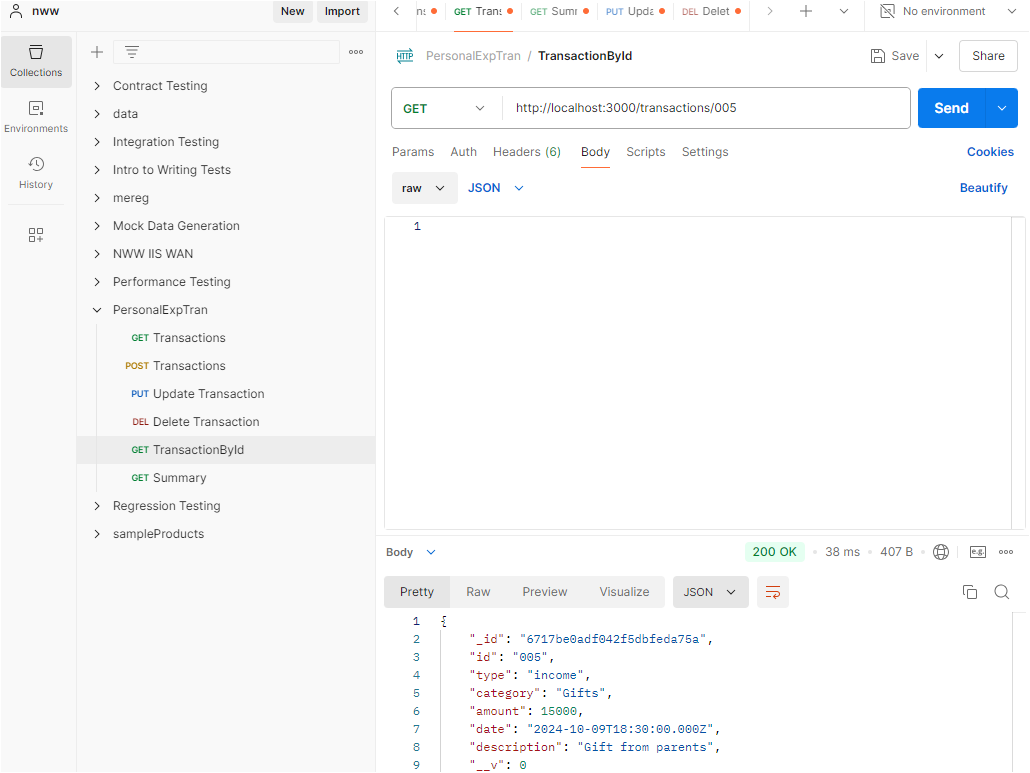 nww New Import
ns GET Trans GET Sumr PUT Upda DEL Delet No environment
Collections
Environments
History
Contract Testing
data
Integration Testing
Intro to Writing Tests
mereg
Mock Data Generation
NWW IIS WAN
Performance Testing
PersonalExpTran
GET Transactions
POST Transactions
PUT Update Transaction
DEL Delete Transaction
GET TransactionById
GET Summary
Regression Testing
sampleProducts
HTTP PersonalExpTran / TransactionById Save Share
GET http://localhost:3000/transactions/005 Send
Params Auth Headers (6) Body Scripts Settings Cookies
raw JSON Beautify
1
Body 200 OK 38 ms 407 B e.g.
Pretty Raw Preview Visualize JSON
1 {
2 "_id": "6717be0adf042f5dbfeda75a",
3 "id": "005",
4 "type": "income",
5 "category": "Gifts",
6 "amount": 15000,
7 "date": "2024-10-09T18:30:00.000Z",
8 "description": "Gift from parents",
9 "__v": 0